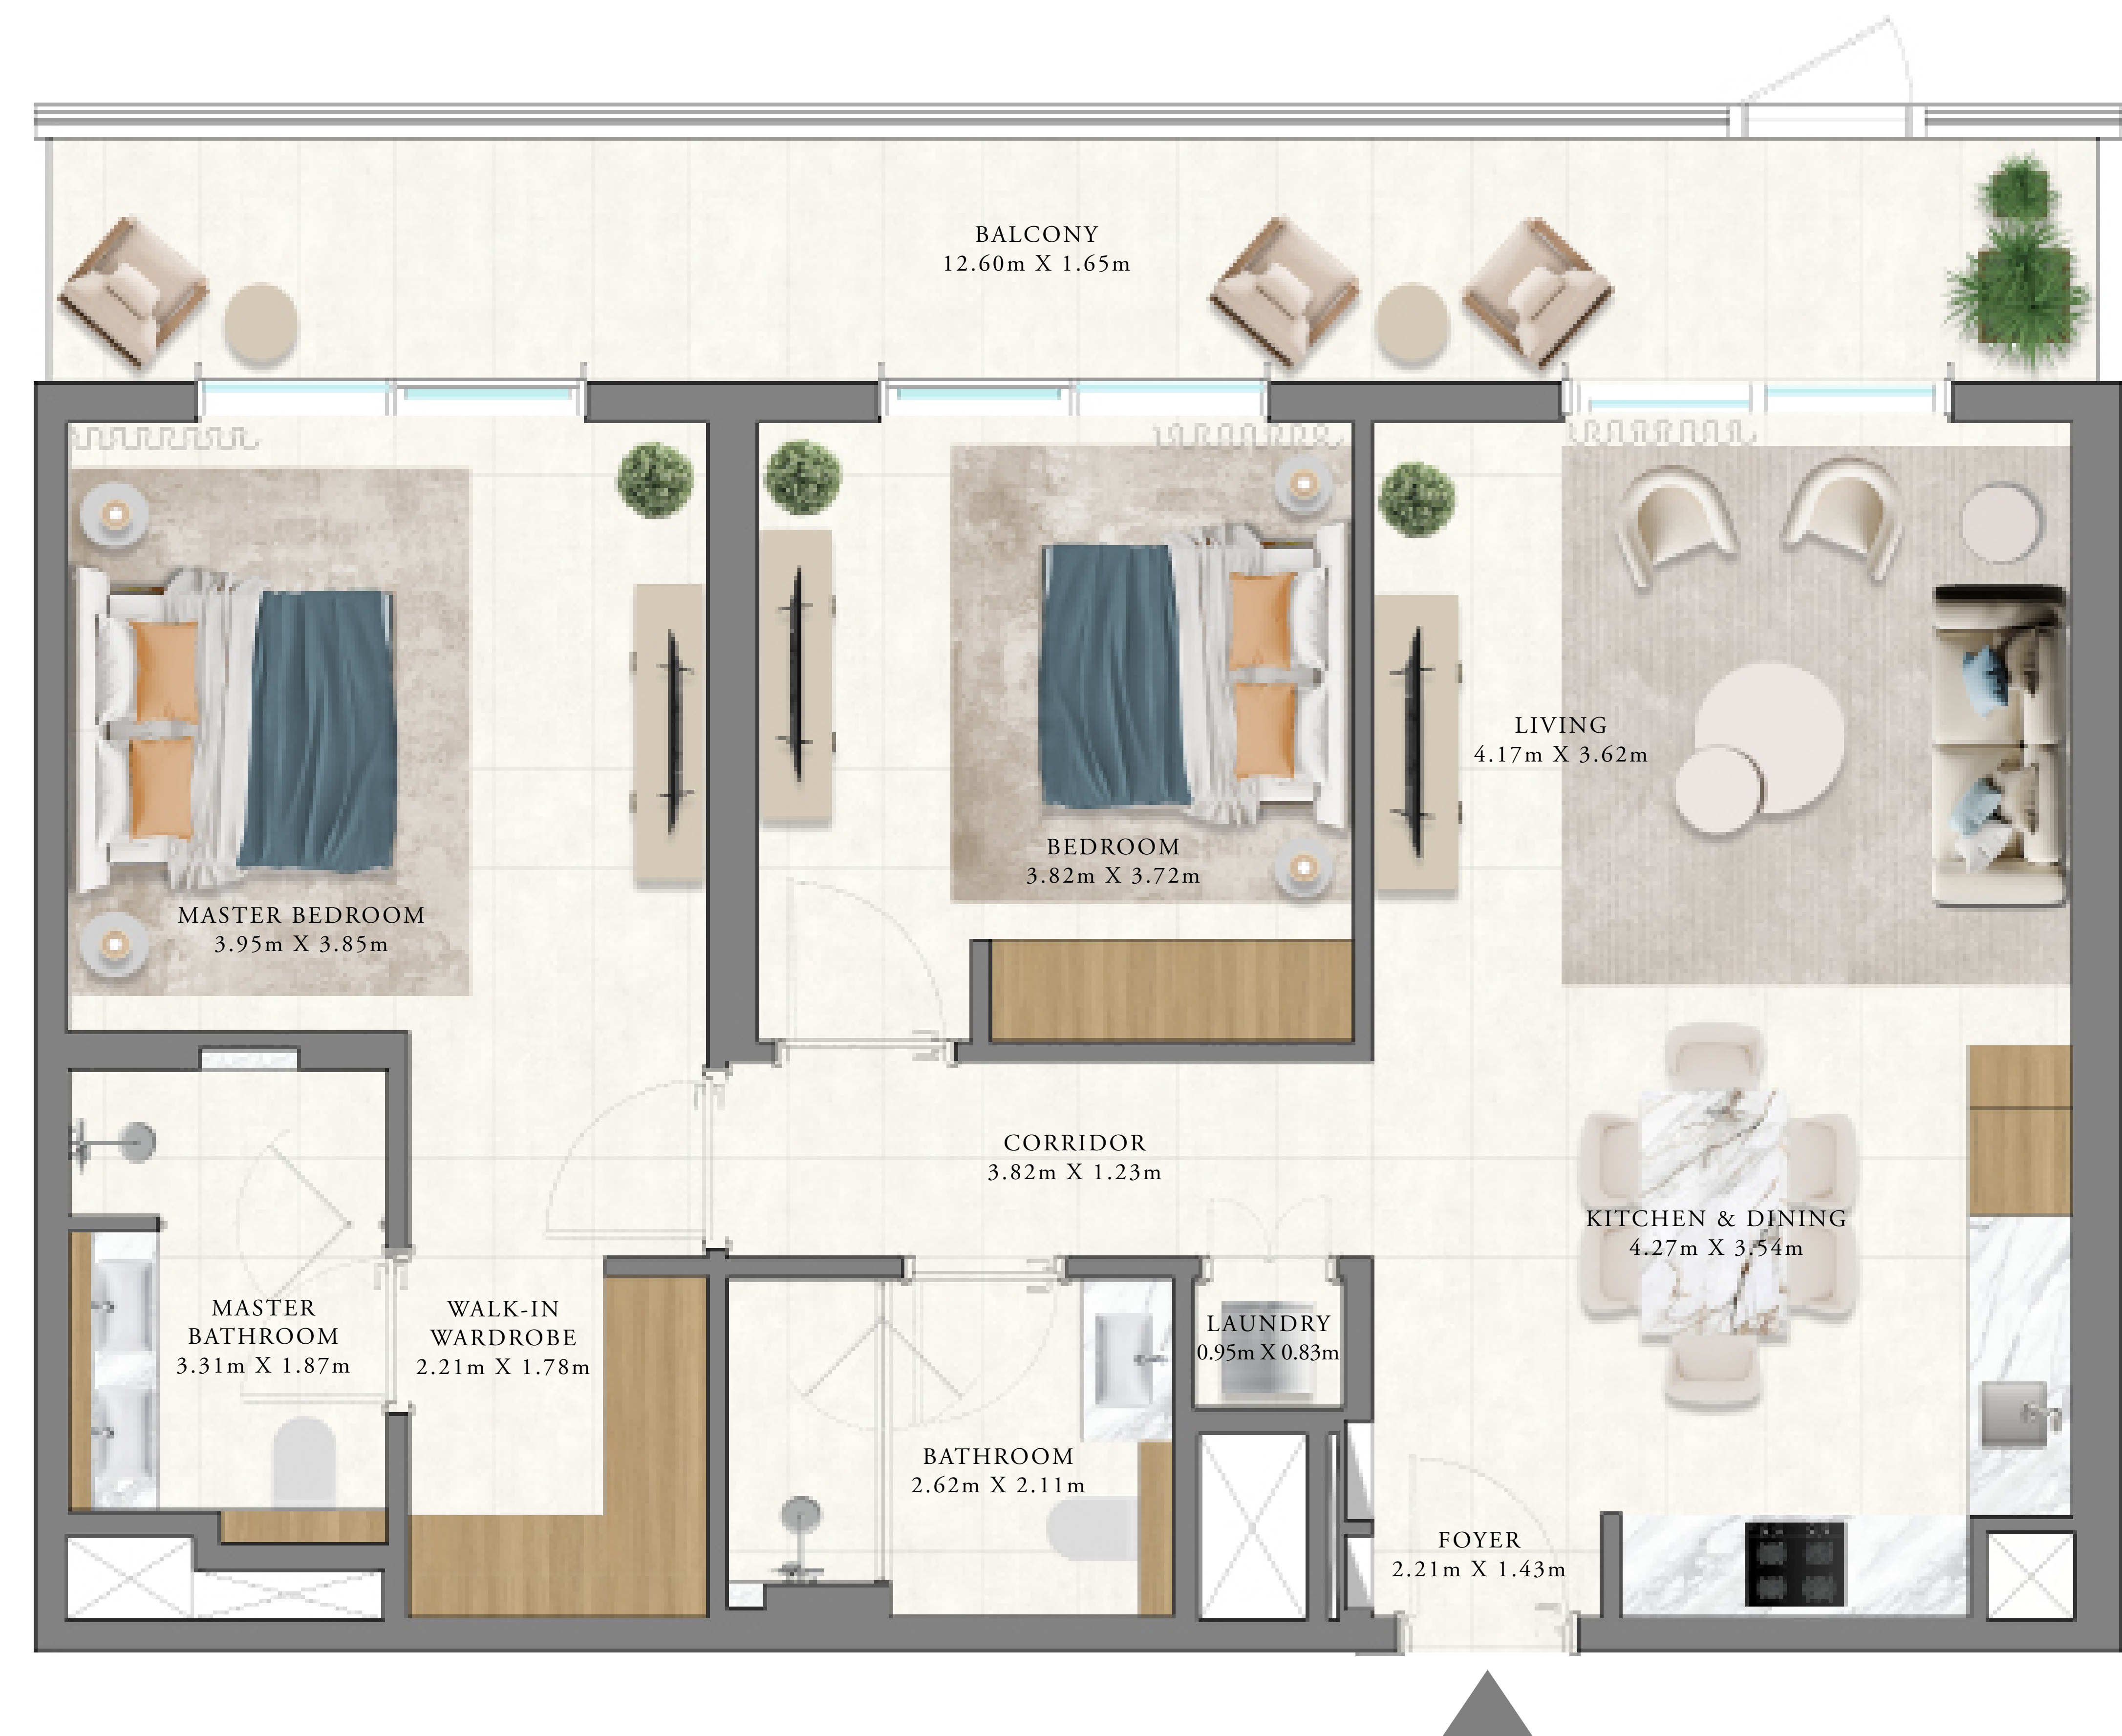 BALCONY
12.60m X 1.65m
LIVING
4.17m X 3.62m
BEDROOM
3.82m X 3.72m
MASTER BEDROOM
3.95m X 3.85m
CORRIDOR
3.82m X 1.23m
KITCHEN & DINING
4.27m X 3.54m
MASTER
BATHROOM
3.31m X 1.87m
WALK-IN
WARDROBE
2.21m X 1.78m
LAUNDRY
0.95m X 0.83m
BATHROOM
2.62m X 2.11m
FOYER
2.21m X 1.43m